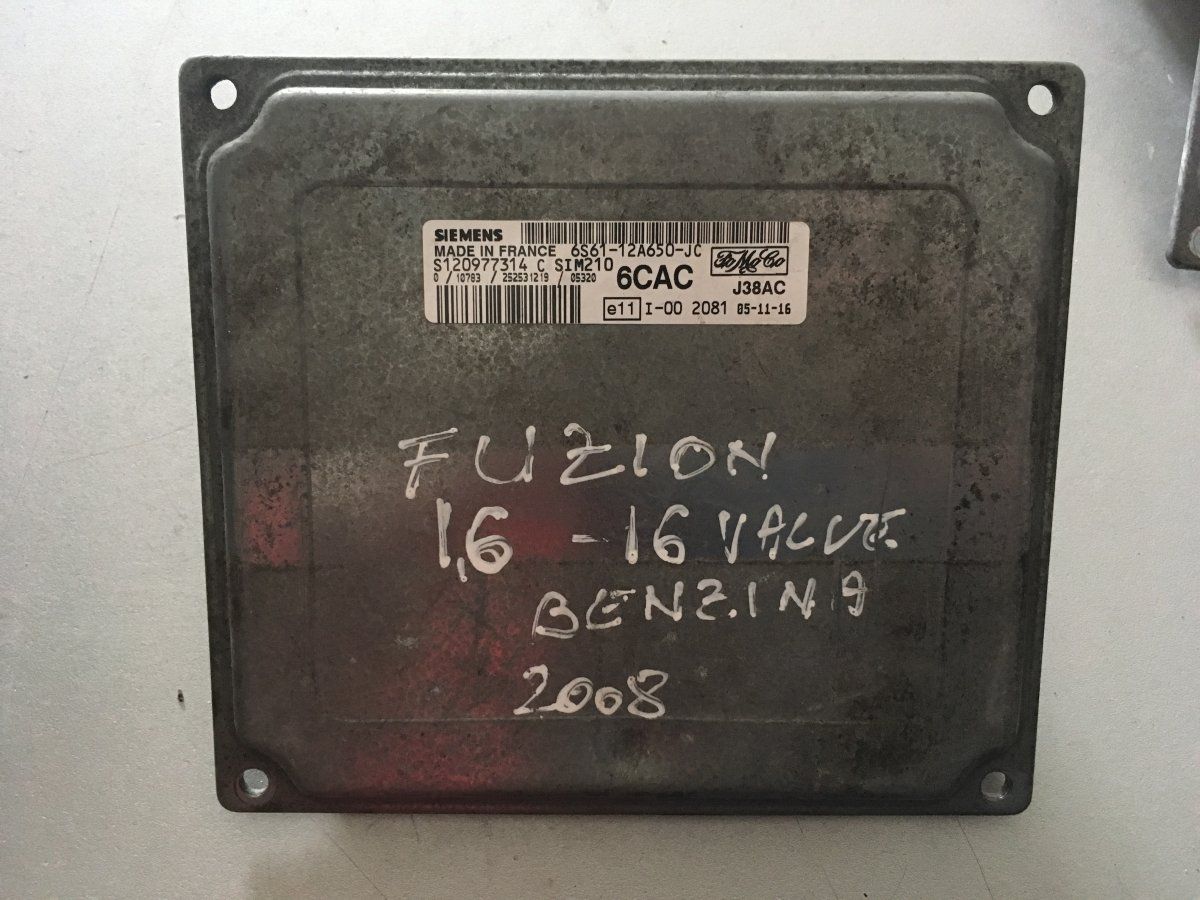 SIEMENS
MADE IN FRANCE 6S61-12A650-JC
S120977314 C SIM210
FoMoCo
0 / 10783 / 252531219 / 05320
6CAC
J38AC
e11 I-00 2081 05-11-16
FUZION
1,6 - 16 VALVE
BENZINA
2008